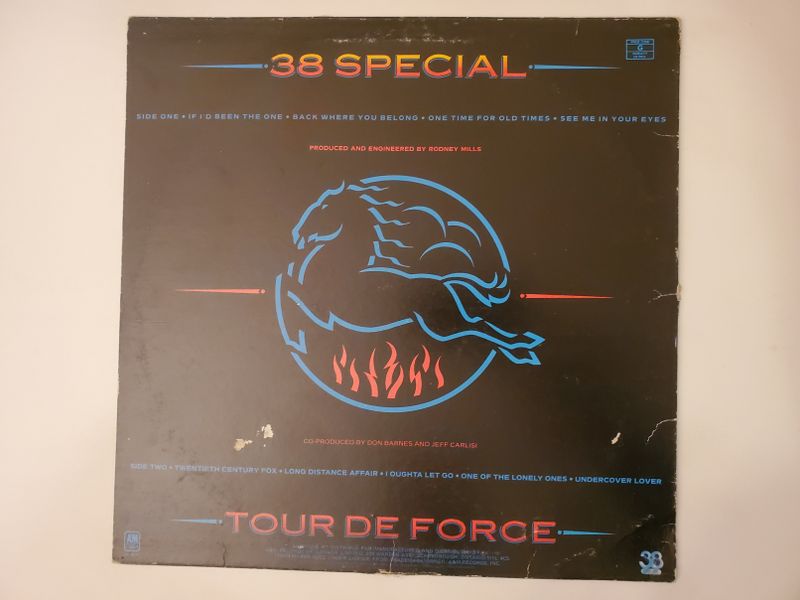 38 SPECIAL
G
SIDE ONE • IF I'D BEEN THE ONE • BACK WHERE YOU BELONG • ONE TIME FOR OLD TIMES • SEE ME IN YOUR EYES
PRODUCED AND ENGINEERED BY RODNEY MILLS
CO-PRODUCED BY DON BARNES AND JEFF CARLISI
SIDE TWO • TWENTIETH CENTURY FOX • LONG DISTANCE AFFAIR • I OUGHTA LET GO • ONE OF THE LONELY ONES • UNDERCOVER LOVER
TOUR DE FORCE
A&M
38